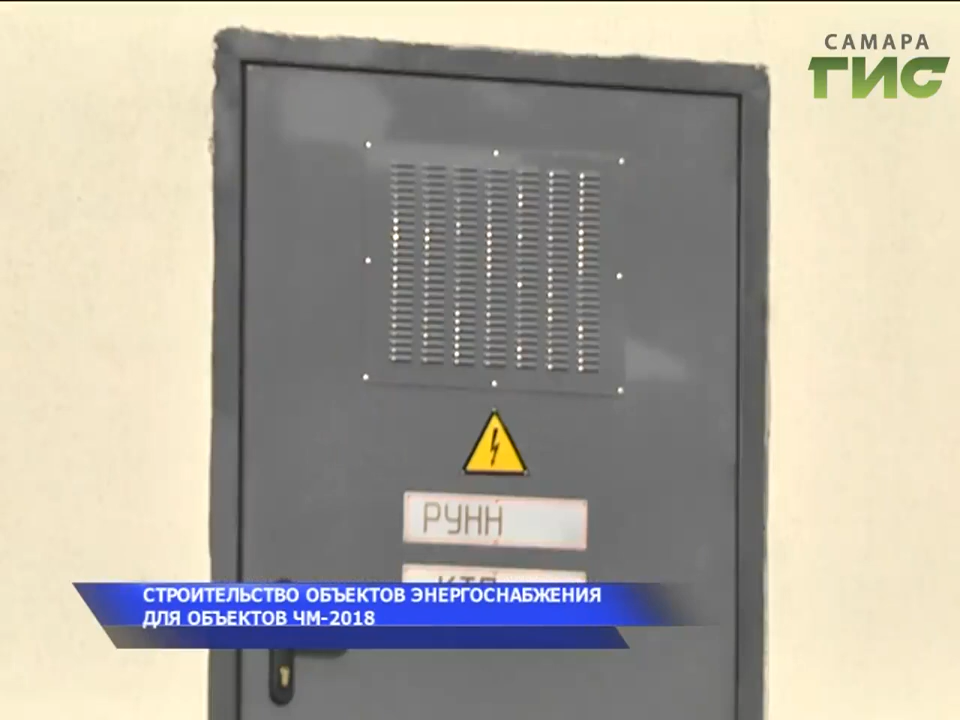 САМАРА
ГИС
РУНН
СТРОИТЕЛЬСТВО ОБЪЕКТОВ ЭНЕРГОСНАБЖЕНИЯ
ДЛЯ ОБЪЕКТОВ ЧМ-2018